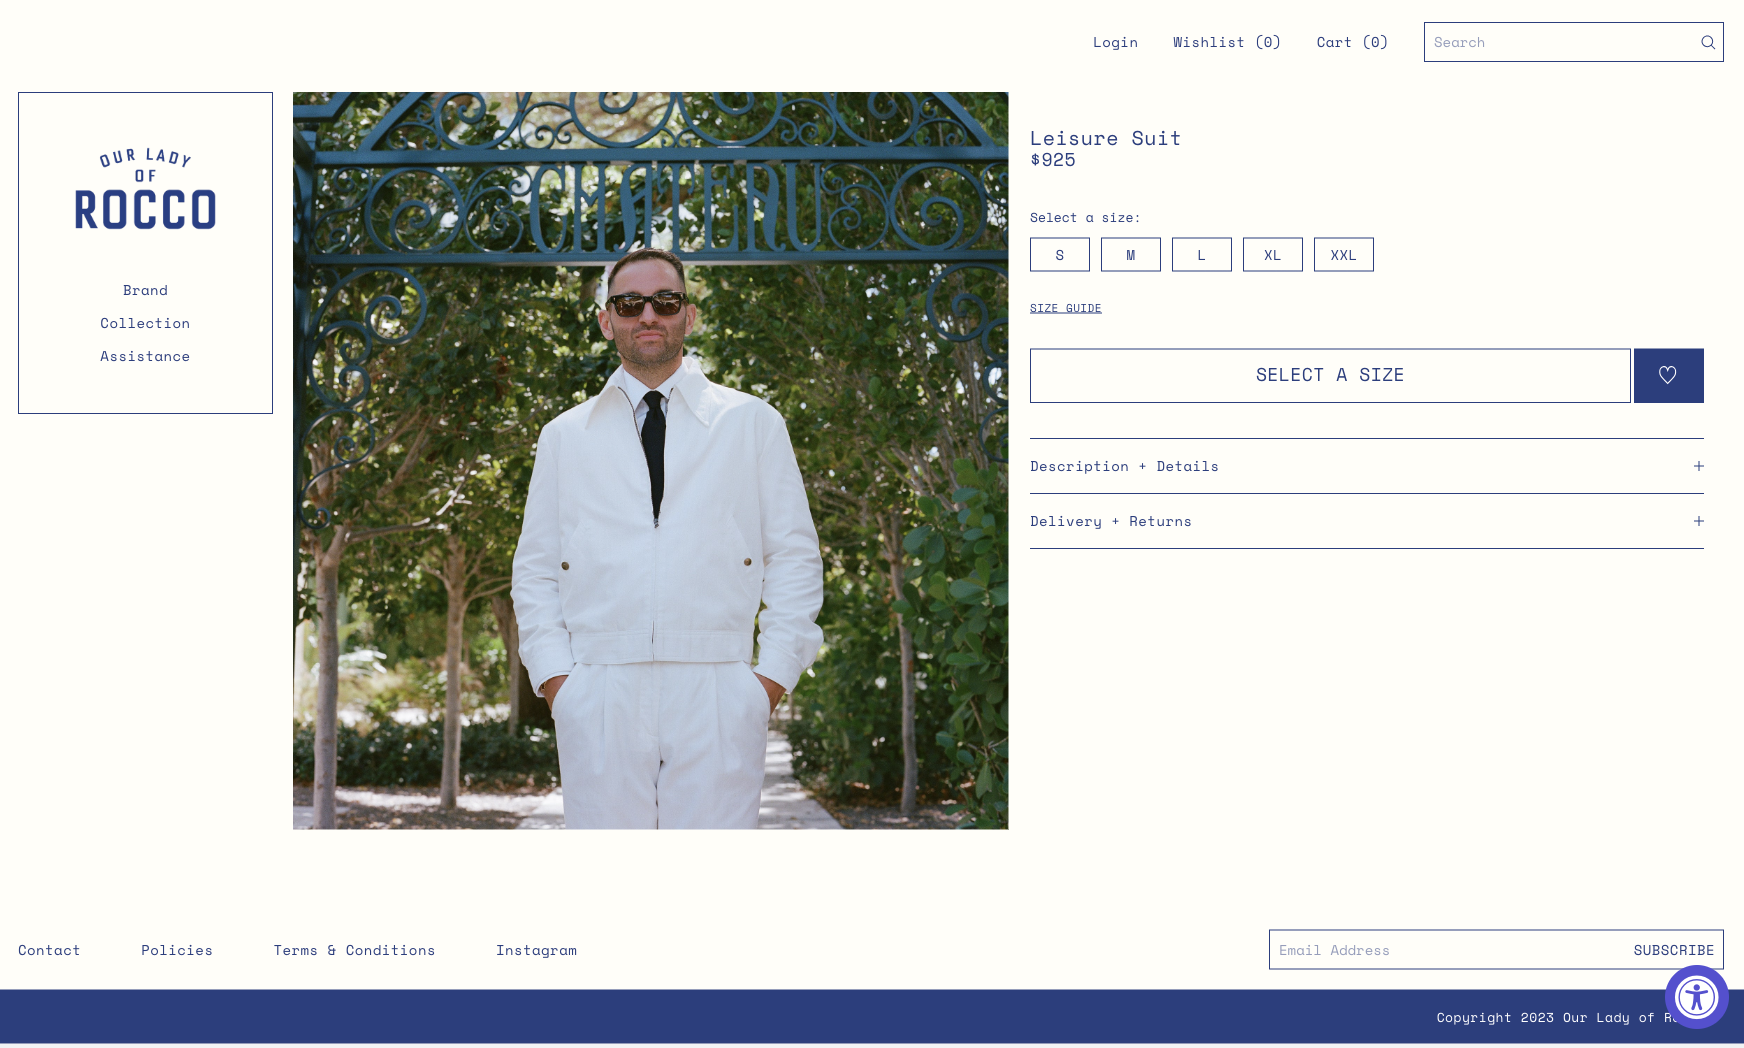 Login
Wishlist (0)
Cart (0)
Search
OUR LADY
OF
ROCCO
Brand
Collection
Assistance
CHATEAU
Leisure Suit
$925
Select a size:
S
M
L
XL
XXL
SIZE GUIDE
SELECT A SIZE
Description + Details
Delivery + Returns
Contact
Policies
Terms & Conditions
Instagram
Email Address
SUBSCRIBE
Copyright 2023 Our Lady of